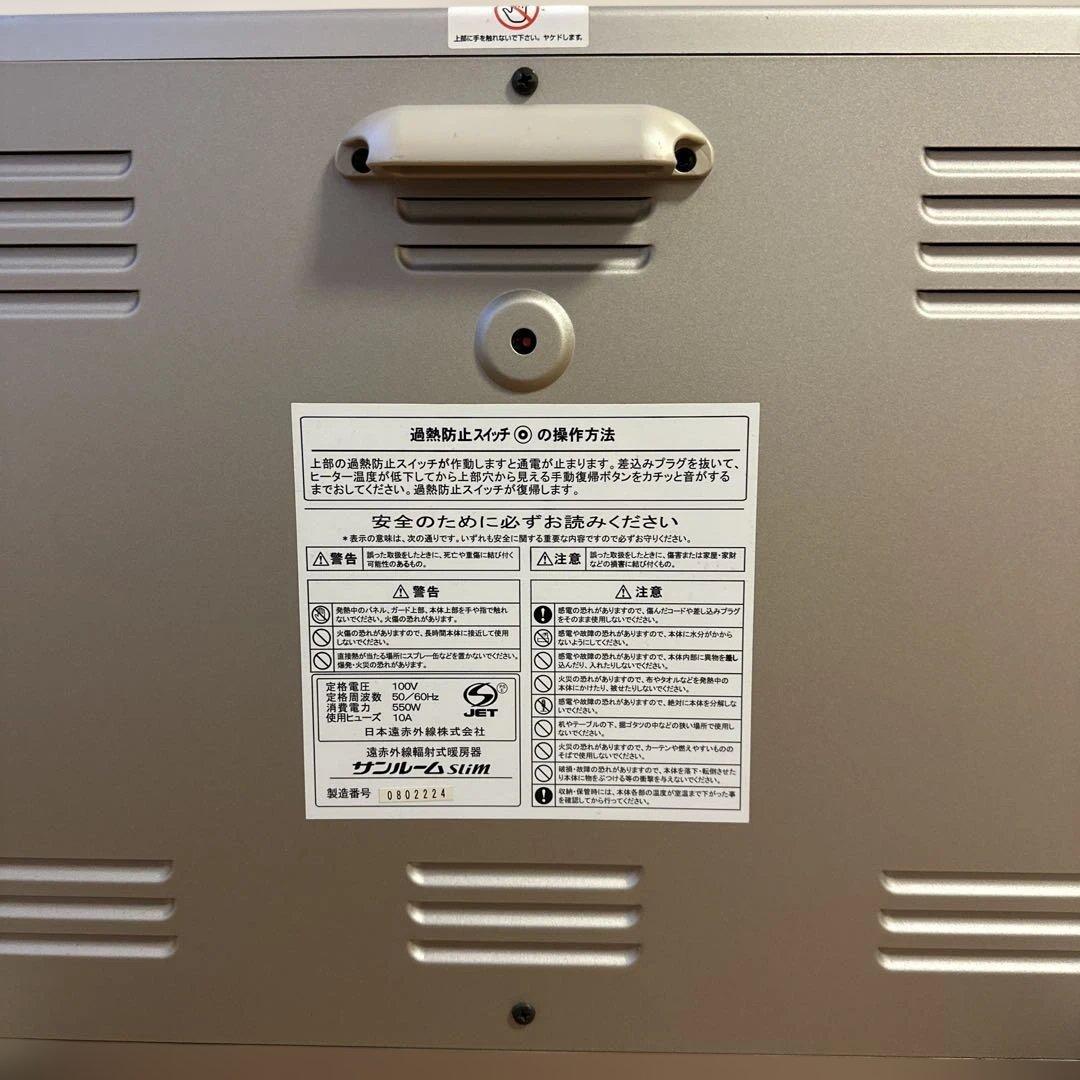 上部に手を触れないで下さい。ヤケドします。
過熱防止スイッチ◎の操作方法
上部の過熱防止スイッチが作動しますと通電が止まります。差込みプラグを抜いて、
ヒーター温度が低下してから上部穴から見える手動復帰ボタンをカチッと音がする
までおしてください。過熱防止スイッチが復帰します。
安全のために必ずお読みください
*表示の意味は、次の通りです。いずれも安全に関する重要な内容ですので必ずお守りください。
⚠警告
誤った取扱をしたときに、死亡や重傷に結び付く
可能性のあるもの。
⚠注意
誤った取扱をしたときに、傷害または家屋・家財
などの損害に結び付くもの。
⚠警告
発熱中のパネル、ガード上部、本体上部を手や指で触れ
ないでください。火傷の恐れがあります。
火傷の恐れがありますので、長時間本体に接近して使用
しないでください。
直接熱が当たる場所にスプレー缶などを置かないでください。
爆発・火災の恐れがあります。
定格電圧 100V
定格周波数 50/60Hz
消費電力 550W
使用ヒューズ 10A
JET
日本遠赤外線株式会社
遠赤外線輻射式暖房器
サンルームSlim
製造番号 0802224
⚠注意
感電の恐れがありますので、傷んだコードや差し込みプラグ
をそのまま使用しないでください。
感電や故障の恐れがありますので、本体に水分がかから
ないようにしてください。
感電や故障の恐れがありますので、本体内部に異物を差し
込んだり、入れたりしないでください。
火災の恐れがありますので、布やタオルなどを発熱中の
本体にかけたり、被せたりしないでください。
感電や故障の恐れがありますので、絶対に本体を分解しな
いでください。
机やテーブルの下、掘ゴタツの中などの狭い場所で使用し
ないでください。
火災の恐れがありますので、カーテンや燃えやすいものの
そばで使用しないでください。
破損・故障の恐れがありますので、本体を落下・転倒させた
り本体に物をぶつける等の衝撃を与えないでください。
収納・保管時には、本体各部の温度が室温まで下がった事
を確認してから行ってください。